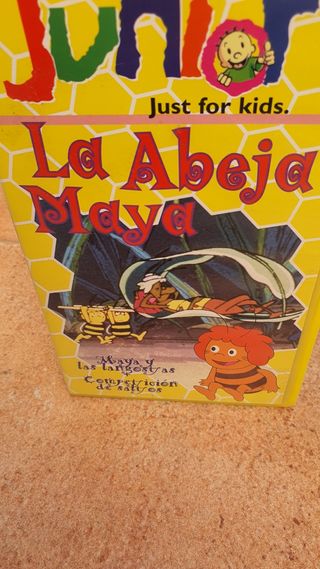 JUNIOR
Just for kids.
La Abeja
Maya
Maya y
las langostas
Competición
de saltos